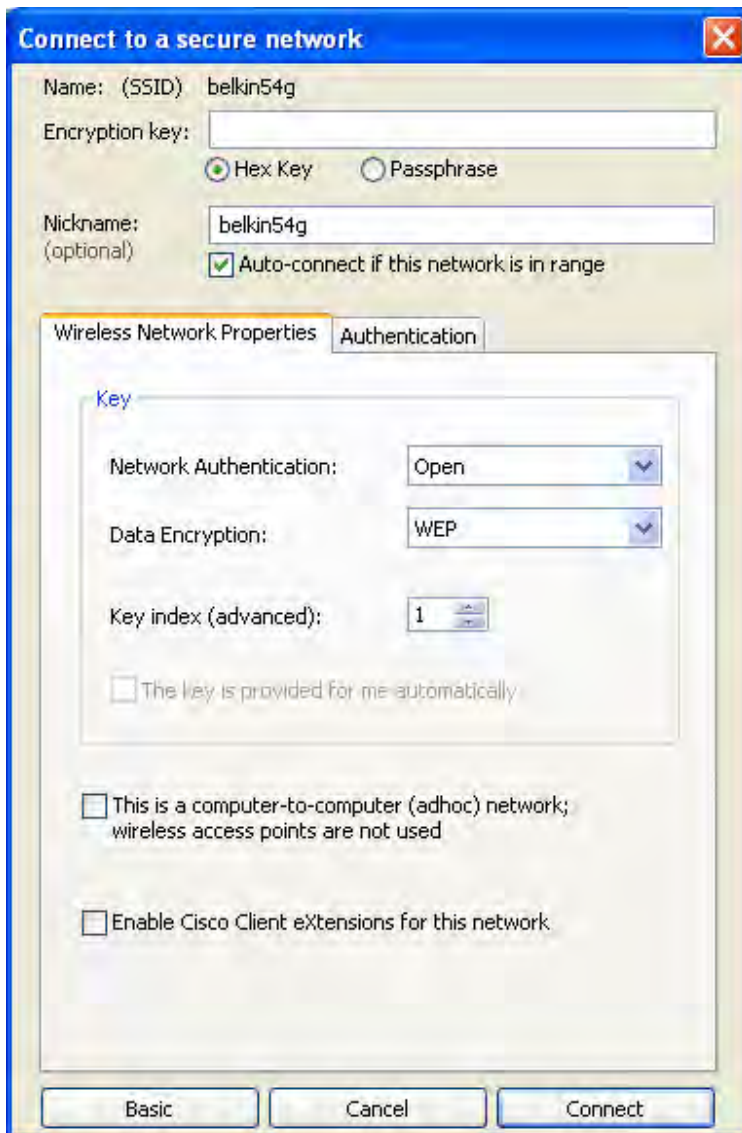 Connect to a secure network
Name: (SSID) belkin54g
Encryption key:
Hex Key Passphrase
Nickname: belkin54g
(optional)
Auto-connect if this network is in range
Wireless Network Properties Authentication
Key
Network Authentication: Open
Data Encryption: WEP
Key index (advanced): 1
The key is provided for me automatically
This is a computer-to-computer (adhoc) network;
wireless access points are not used
Enable Cisco Client eXtensions for this network
Basic Cancel Connect